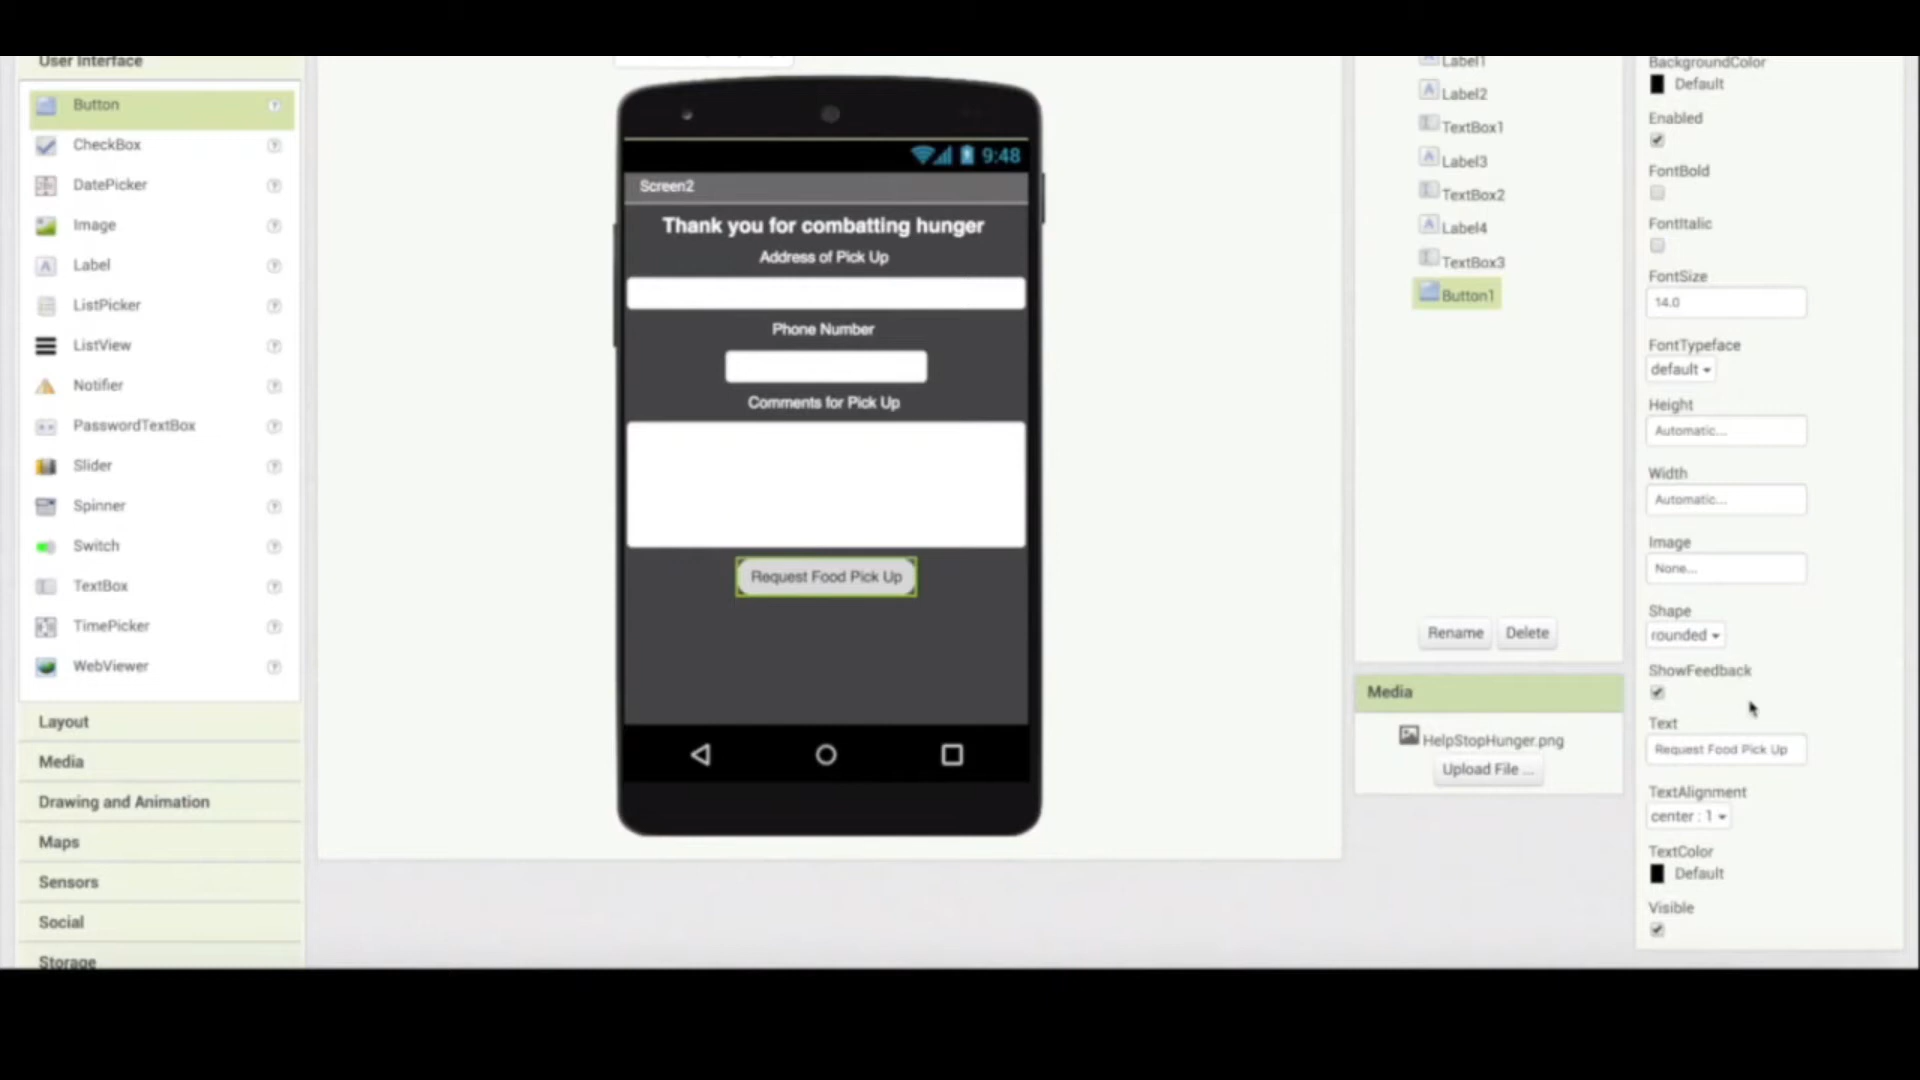 User Interface
Button
CheckBox
DatePicker
Image
Label
ListPicker
ListView
Notifier
PasswordTextBox
Slider
Spinner
Switch
TextBox
TimePicker
WebViewer
Layout
Media
Drawing and Animation
Maps
Sensors
Social
Storage
9:48
Screen2
Thank you for combatting hunger
Address of Pick Up
Phone Number
Comments for Pick Up
Request Food Pick Up
Label1
Label2
TextBox1
Label3
TextBox2
Label4
TextBox3
Button1
Rename Delete
Media
HelpStopHunger.png
Upload File ...
BackgroundColor
Default
Enabled
FontBold
FontItalic
FontSize
14.0
FontTypeface
default
Height
Automatic...
Width
Automatic...
Image
None...
Shape
rounded
ShowFeedback
Text
Request Food Pick Up
TextAlignment
center : 1
TextColor
Default
Visible